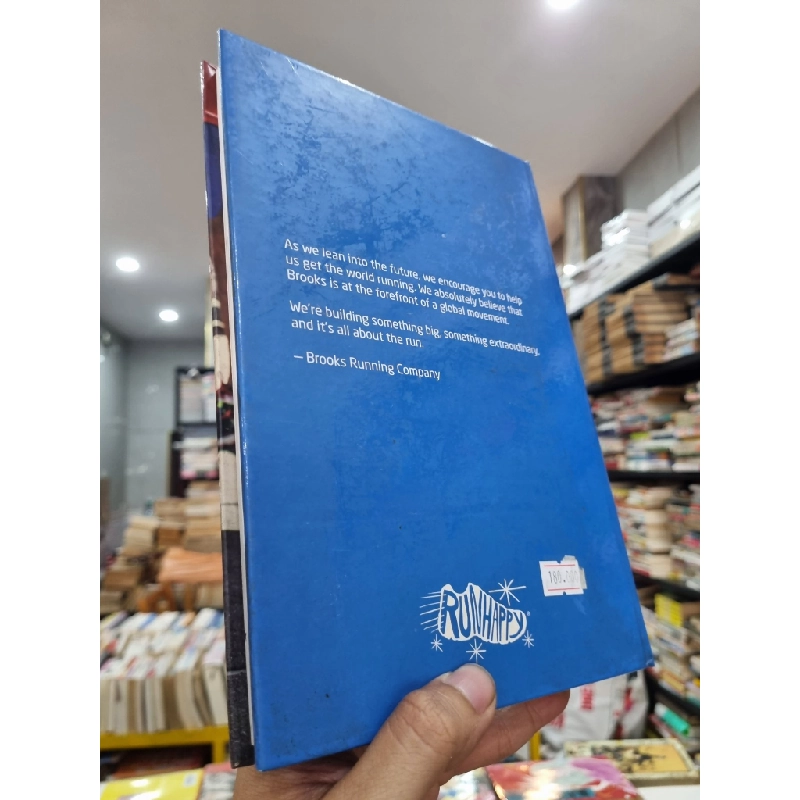 As we lean into the future, we encourage you to help
us get the world running. We absolutely believe that
Brooks is at the forefront of a global movement.
We're building something big, something extraordinary,
and it's all about the run.
— Brooks Running Company
RUN HAPPY